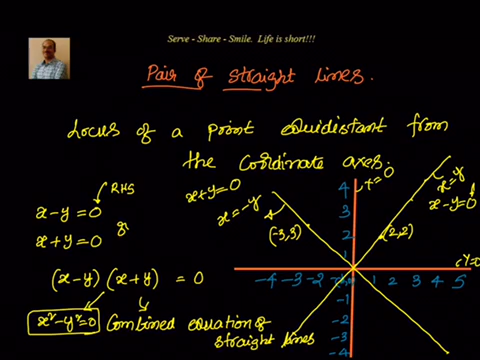 Serve - Share - Smile. Life is short!!!
Pair of straight lines.
Locus of a point equidistant from
the coordinate axes.
x+y=0
x=-y
(-3,3)
x=0
x=y
x-y=0
(2,2)
y=0
4
3
2
1
-4 -3 -2 1 2 3 4 5
-1
-2
-3
-4
RHS
x-y=0
x+y=0
(x-y) (x+y) = 0
x²-y²=0 Combined equation of
straight lines